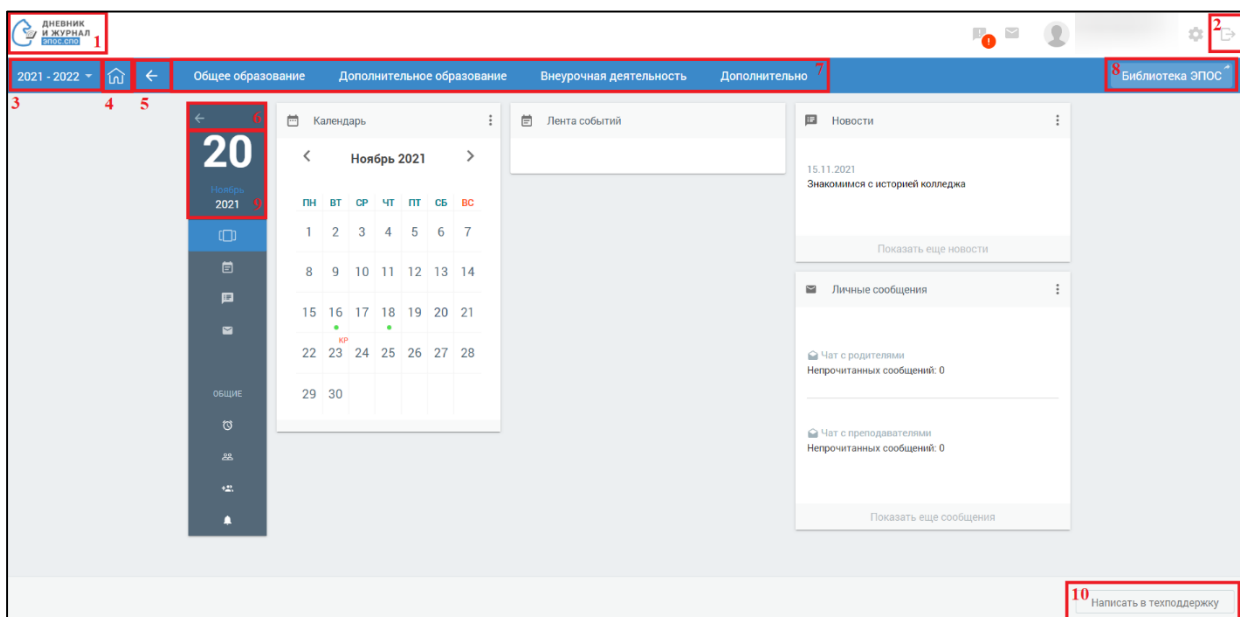 ДНЕВНИК
И ЖУРНАЛ
эпос.спо
1
!
2
2021 - 2022
Общее образование Дополнительное образование Внеурочная деятельность Дополнительно 7
8 Библиотека ЭПОС
3 4 5
6
20
Ноябрь
2021 9
ОБЩИЕ
Календарь
Ноябрь 2021
ПН ВТ СР ЧТ ПТ СБ ВС
1 2 3 4 5 6 7
8 9 10 11 12 13 14
15 16 17 18 19 20 21
КР
22 23 24 25 26 27 28
29 30
Лента событий
Новости
15.11.2021
Знакомимся с историей колледжа
Показать еще новости
Личные сообщения
Чат с родителями
Непрочитанных сообщений: 0
Чат с преподавателями
Непрочитанных сообщений: 0
Показать еще сообщения
10 Написать в техподдержку